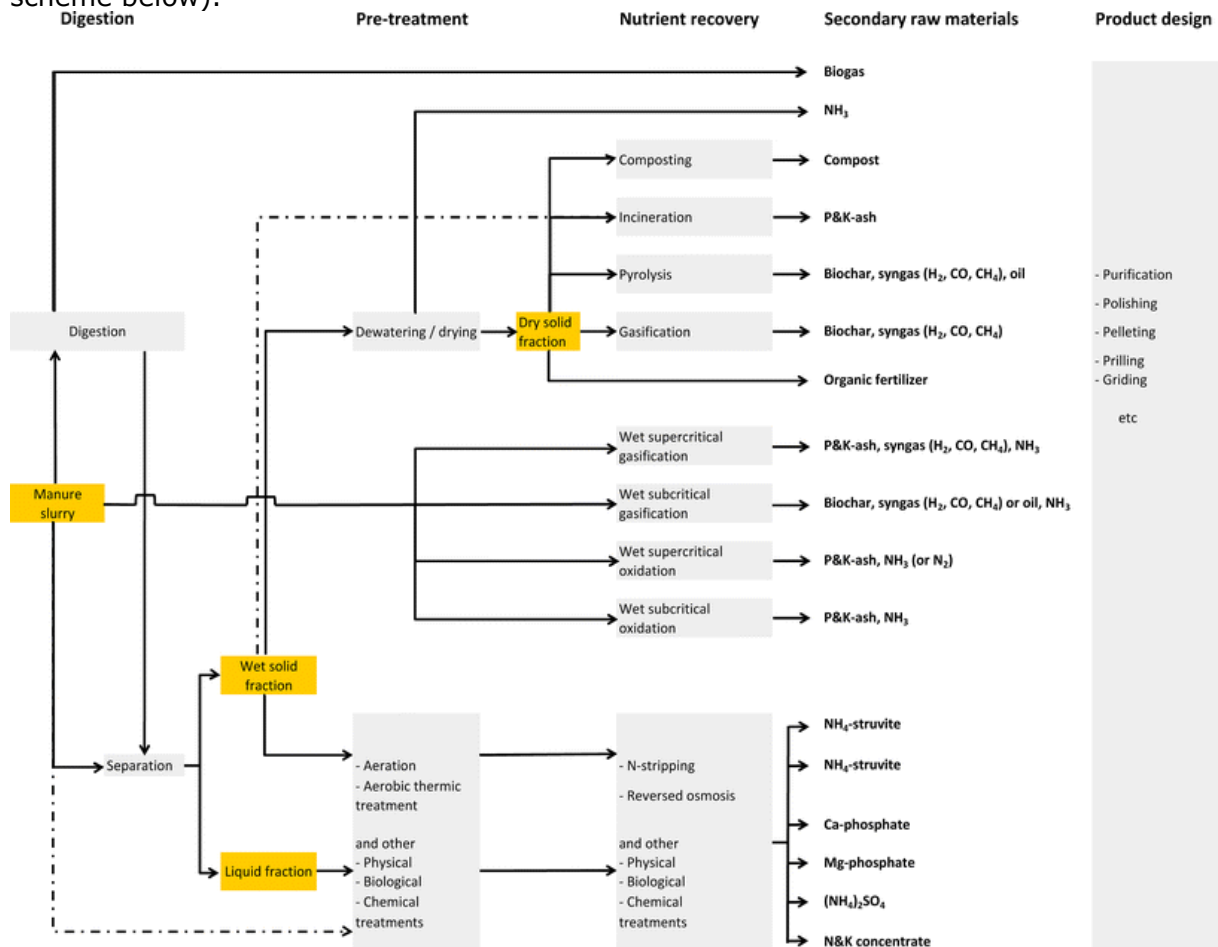 scheme below).
Digestion
Pre-treatment
Nutrient recovery
Secondary raw materials
Product design
Biogas
NH₃
Composting
Compost
Incineration
P&K-ash
Pyrolysis
Biochar, syngas (H₂, CO, CH₄), oil
- Purification
- Polishing
Digestion
Dewatering / drying
Dry solid
fraction
Gasification
Biochar, syngas (H₂, CO, CH₄)
- Pelleting
- Prilling
Organic fertilizer
- Griding
etc
Wet supercritical
gasification
P&K-ash, syngas (H₂, CO, CH₄), NH₃
Manure
slurry
Wet subcritical
gasification
Biochar, syngas (H₂, CO, CH₄) or oil, NH₃
Wet supercritical
oxidation
P&K-ash, NH₃ (or N₂)
Wet subcritical
oxidation
P&K-ash, NH₃
Wet solid
fraction
Separation
- Aeration
- Aerobic thermic
treatment
and other
- Physical
- Biological
- Chemical
treatments
Liquid fraction
- N-stripping
- Reversed osmosis
and other
- Physical
- Biological
- Chemical
treatments
NH₄-struvite
NH₄-struvite
Ca-phosphate
Mg-phosphate
(NH₄)₂SO₄
N&K concentrate